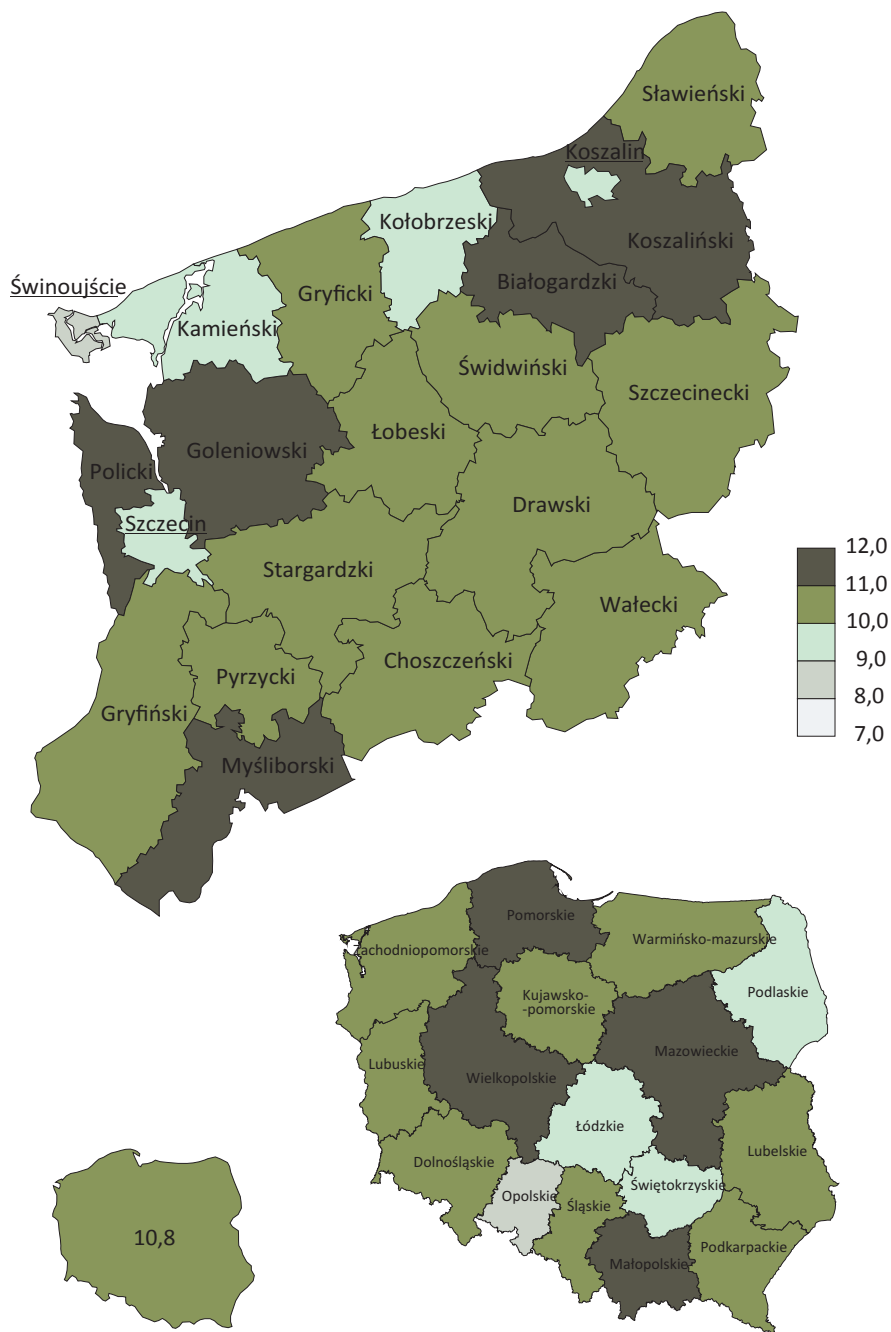 Sławieński
Koszalin
Kołobrzeski
Koszaliński
Świnoujście
Białogardzki
Gryficki
Kamieński
Świdwiński
Szczecinecki
Łobeski
Goleniowski
Policki
Drawski
Szczecin
Stargardzki
Wałecki
Choszczeński
Pyrzycki
Gryfiński
Myśliborski
12,0
11,0
10,0
9,0
8,0
7,0
Pomorskie
Warmińsko-mazurskie
Zachodniopomorskie
Podlaskie
Kujawsko-
-pomorskie
Mazowieckie
Lubuskie
Wielkopolskie
Łódzkie
Lubelskie
Dolnośląskie
Świętokrzyskie
Opolskie
Śląskie
Podkarpackie
Małopolskie
10,8